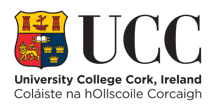 UCC
University College Cork, Ireland
Coláiste na hOllscoile Corcaigh